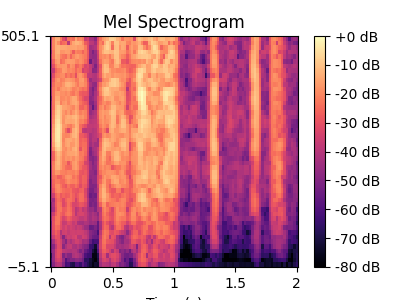 Mel Spectrogram
505.1
−5.1
0
0.5
1
1.5
2
+0 dB
-10 dB
-20 dB
-30 dB
-40 dB
-50 dB
-60 dB
-70 dB
-80 dB